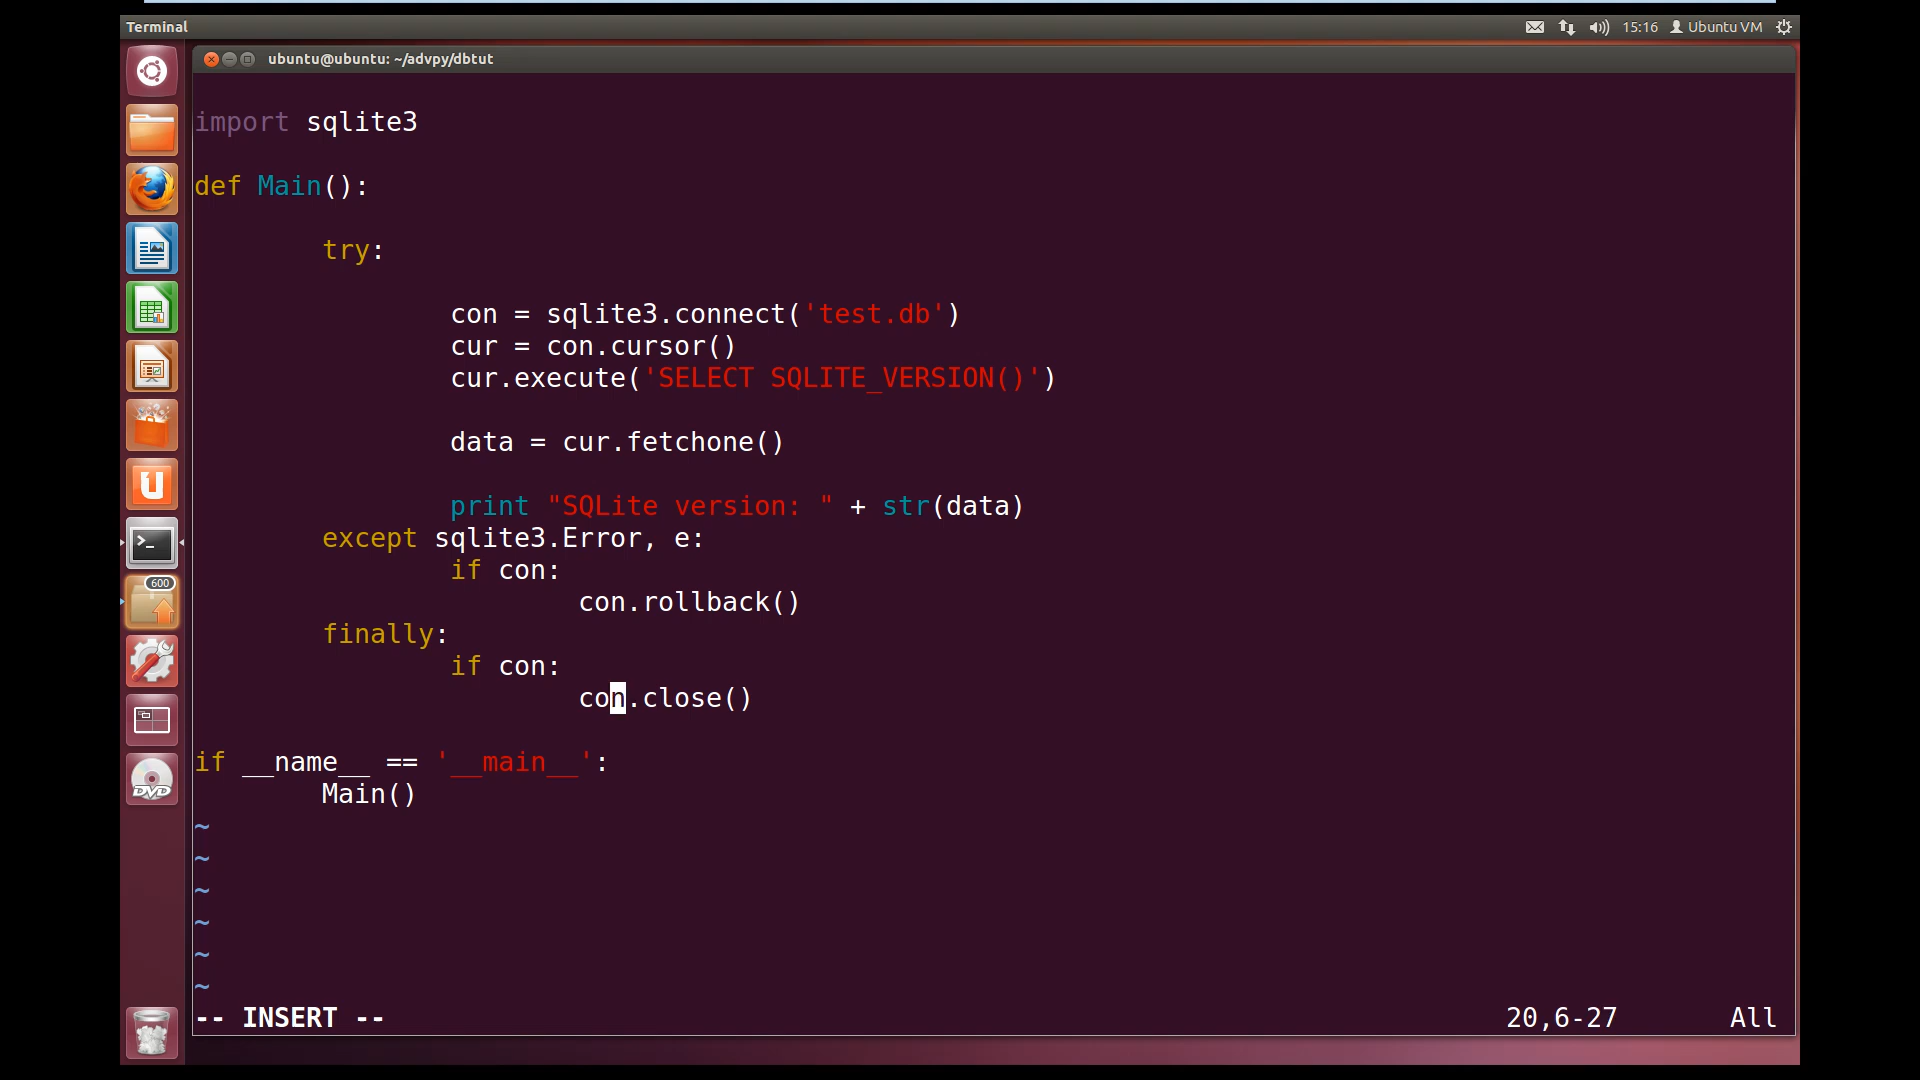 Terminal
15:16 Ubuntu VM
ubuntu@ubuntu: ~/advpy/dbtut
import sqlite3
def Main():
try:
con = sqlite3.connect('test.db')
cur = con.cursor()
cur.execute('SELECT SQLITE_VERSION()')
data = cur.fetchone()
print "SQLite version: " + str(data)
except sqlite3.Error, e:
if con:
con.rollback()
finally:
if con:
con.close()
if __name__ == '__main__':
Main()
~
~
~
~
~
~
-- INSERT -- 20,6-27 All
600
DVD